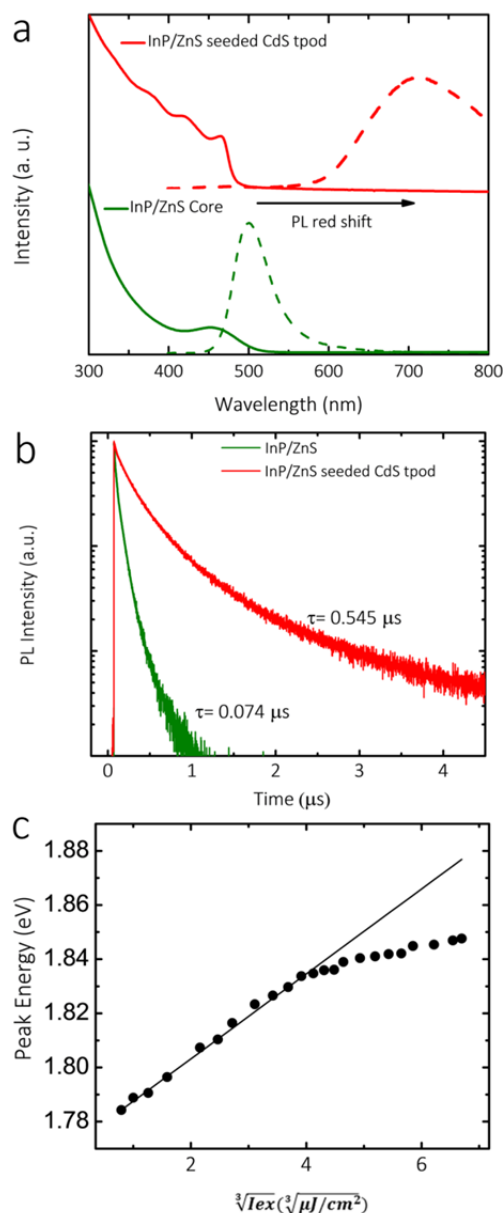 a
InP/ZnS seeded CdS tpod
PL red shift
InP/ZnS Core
Intensity (a. u.)
300 400 500 600 700 800
Wavelength (nm)
b
InP/ZnS
InP/ZnS seeded CdS tpod
τ= 0.545 μs
τ= 0.074 μs
PL Intensity (a.u.)
0 1 2 3 4
Time (μs)
c
1.88
1.86
1.84
1.82
1.80
1.78
Peak Energy (eV)
2 4 6
∛Iex(∛μJ/cm²)